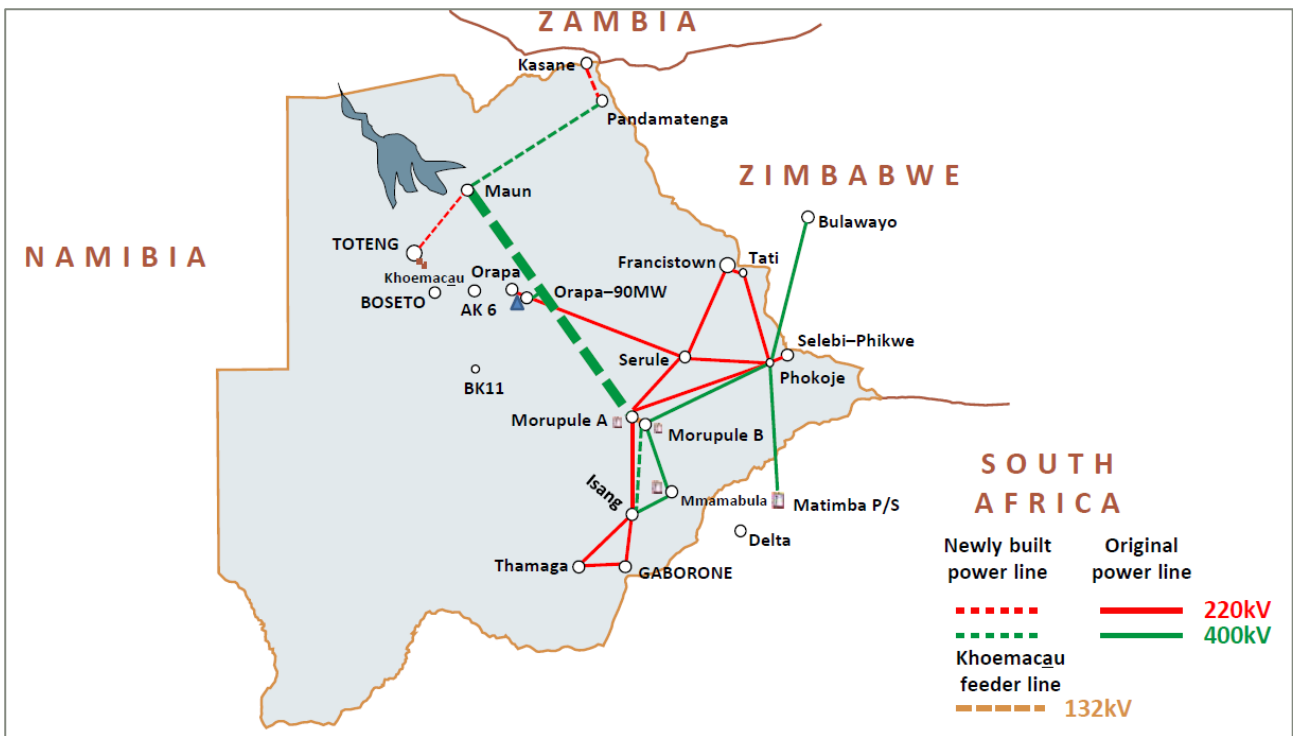 ZAMBIA
Kasane
Pandamatenga
ZIMBABWE
Maun
Bulawayo
NAMIBIA
TOTENG
Khoemacau
BOSETO
Orapa
AK 6
Orapa–90MW
Francistown
Tati
Selebi–Phikwe
Serule
Phokoje
BK11
Morupule A
Morupule B
Isang
Mmamabula
Matimba P/S
SOUTH
AFRICA
Delta
Thamaga
GABORONE
Newly built
power line
Original
power line
220kV
400kV
Khoemacau
feeder line
132kV